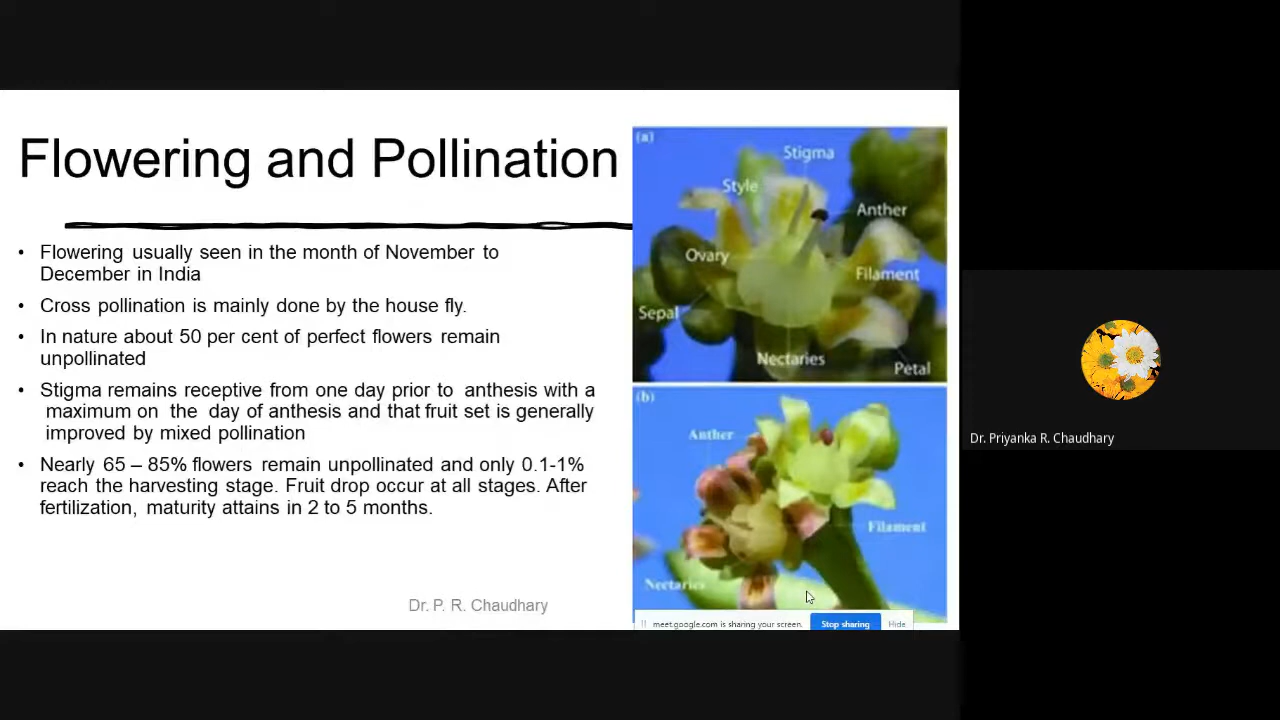 Flowering and Pollination
• Flowering usually seen in the month of November to
December in India
• Cross pollination is mainly done by the house fly.
• In nature about 50 per cent of perfect flowers remain
unpollinated
• Stigma remains receptive from one day prior to anthesis with a
maximum on the day of anthesis and that fruit set is generally
improved by mixed pollination
• Nearly 65 – 85% flowers remain unpollinated and only 0.1-1%
reach the harvesting stage. Fruit drop occur at all stages. After
fertilization, maturity attains in 2 to 5 months.
Dr. P. R. Chaudhary
(a)
Stigma
Style
Anther
Ovary
Filament
Sepal
Nectaries
Petal
(b)
Anther
Filament
Nectaries
meet.google.com is sharing your screen.
Stop sharing
Hide
Dr. Priyanka R. Chaudhary